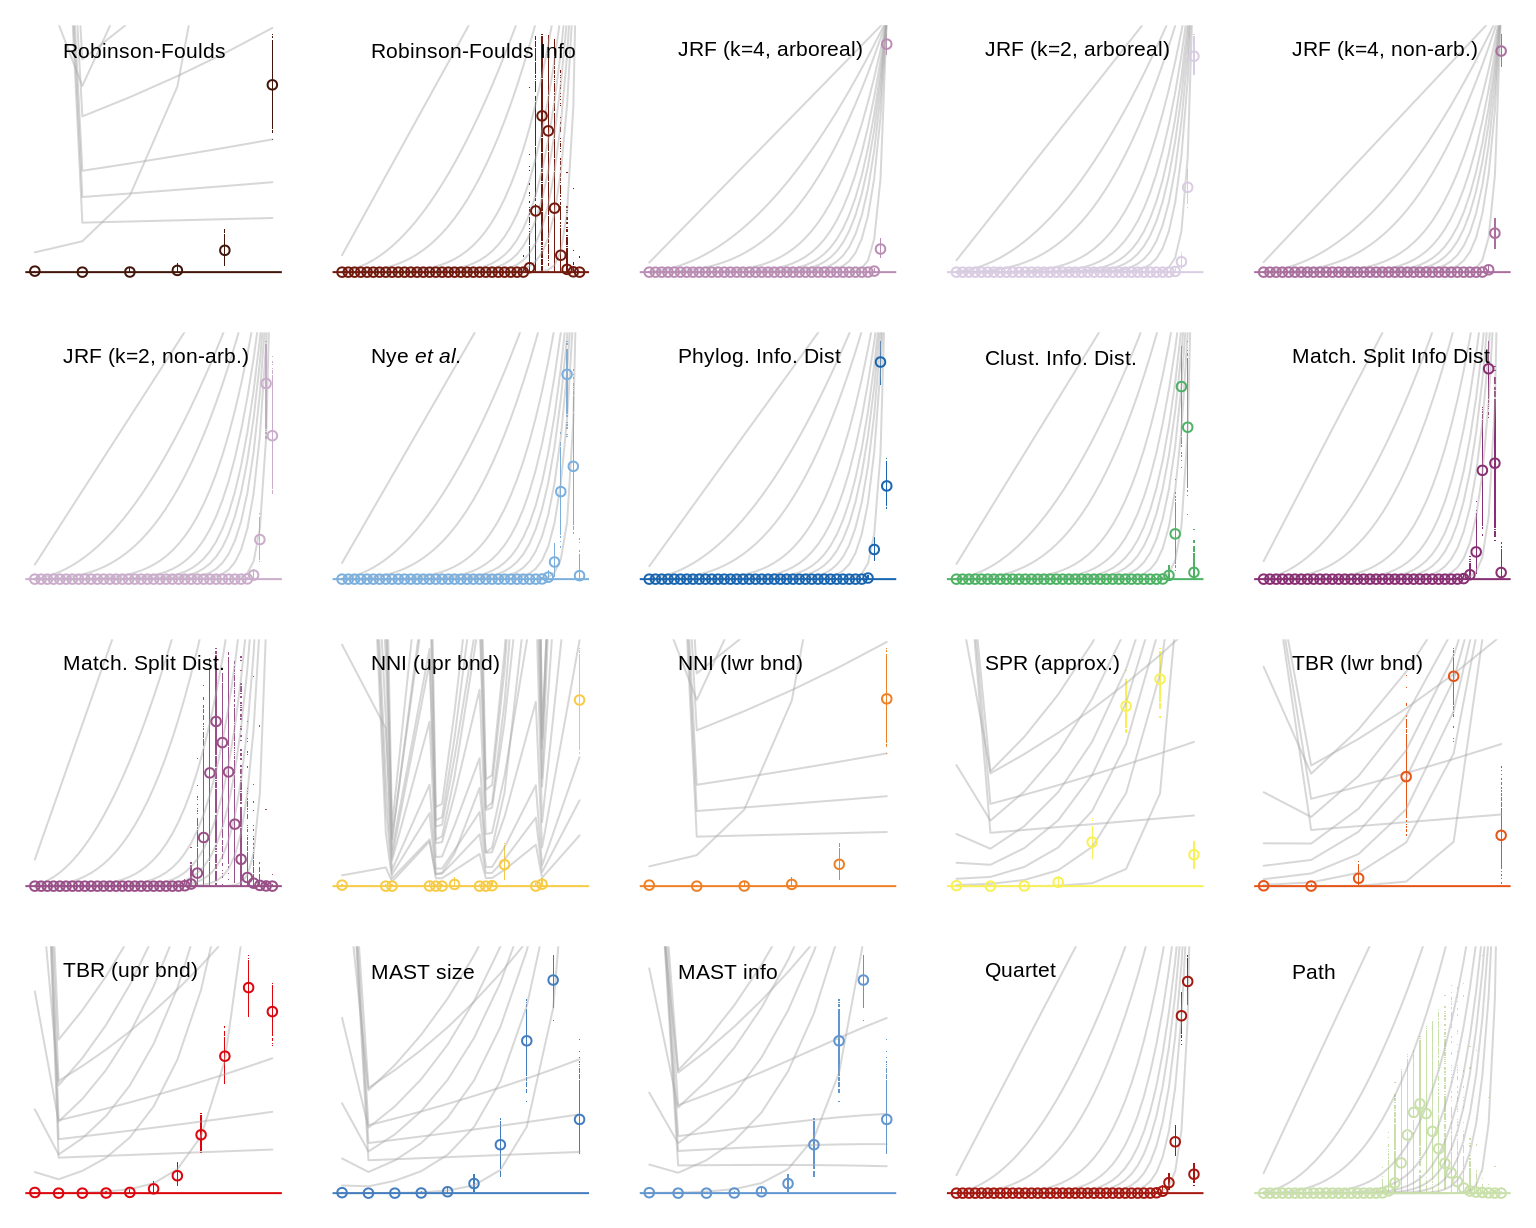 Robinson-Foulds
Robinson-Foulds Info
JRF (k=4, arboreal)
JRF (k=2, arboreal)
JRF (k=4, non-arb.)
JRF (k=2, non-arb.)
Nye et al.
Phylog. Info. Dist
Clust. Info. Dist.
Match. Split Info Dist
Match. Split Dist.
NNI (upr bnd)
NNI (lwr bnd)
SPR (approx.)
TBR (lwr bnd)
TBR (upr bnd)
MAST size
MAST info
Quartet
Path